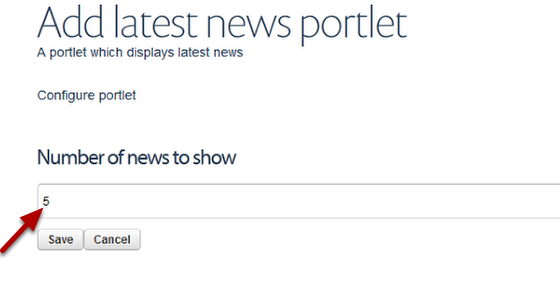 Add latest news portlet
A portlet which displays latest news
Configure portlet
Number of news to show
5
Save Cancel